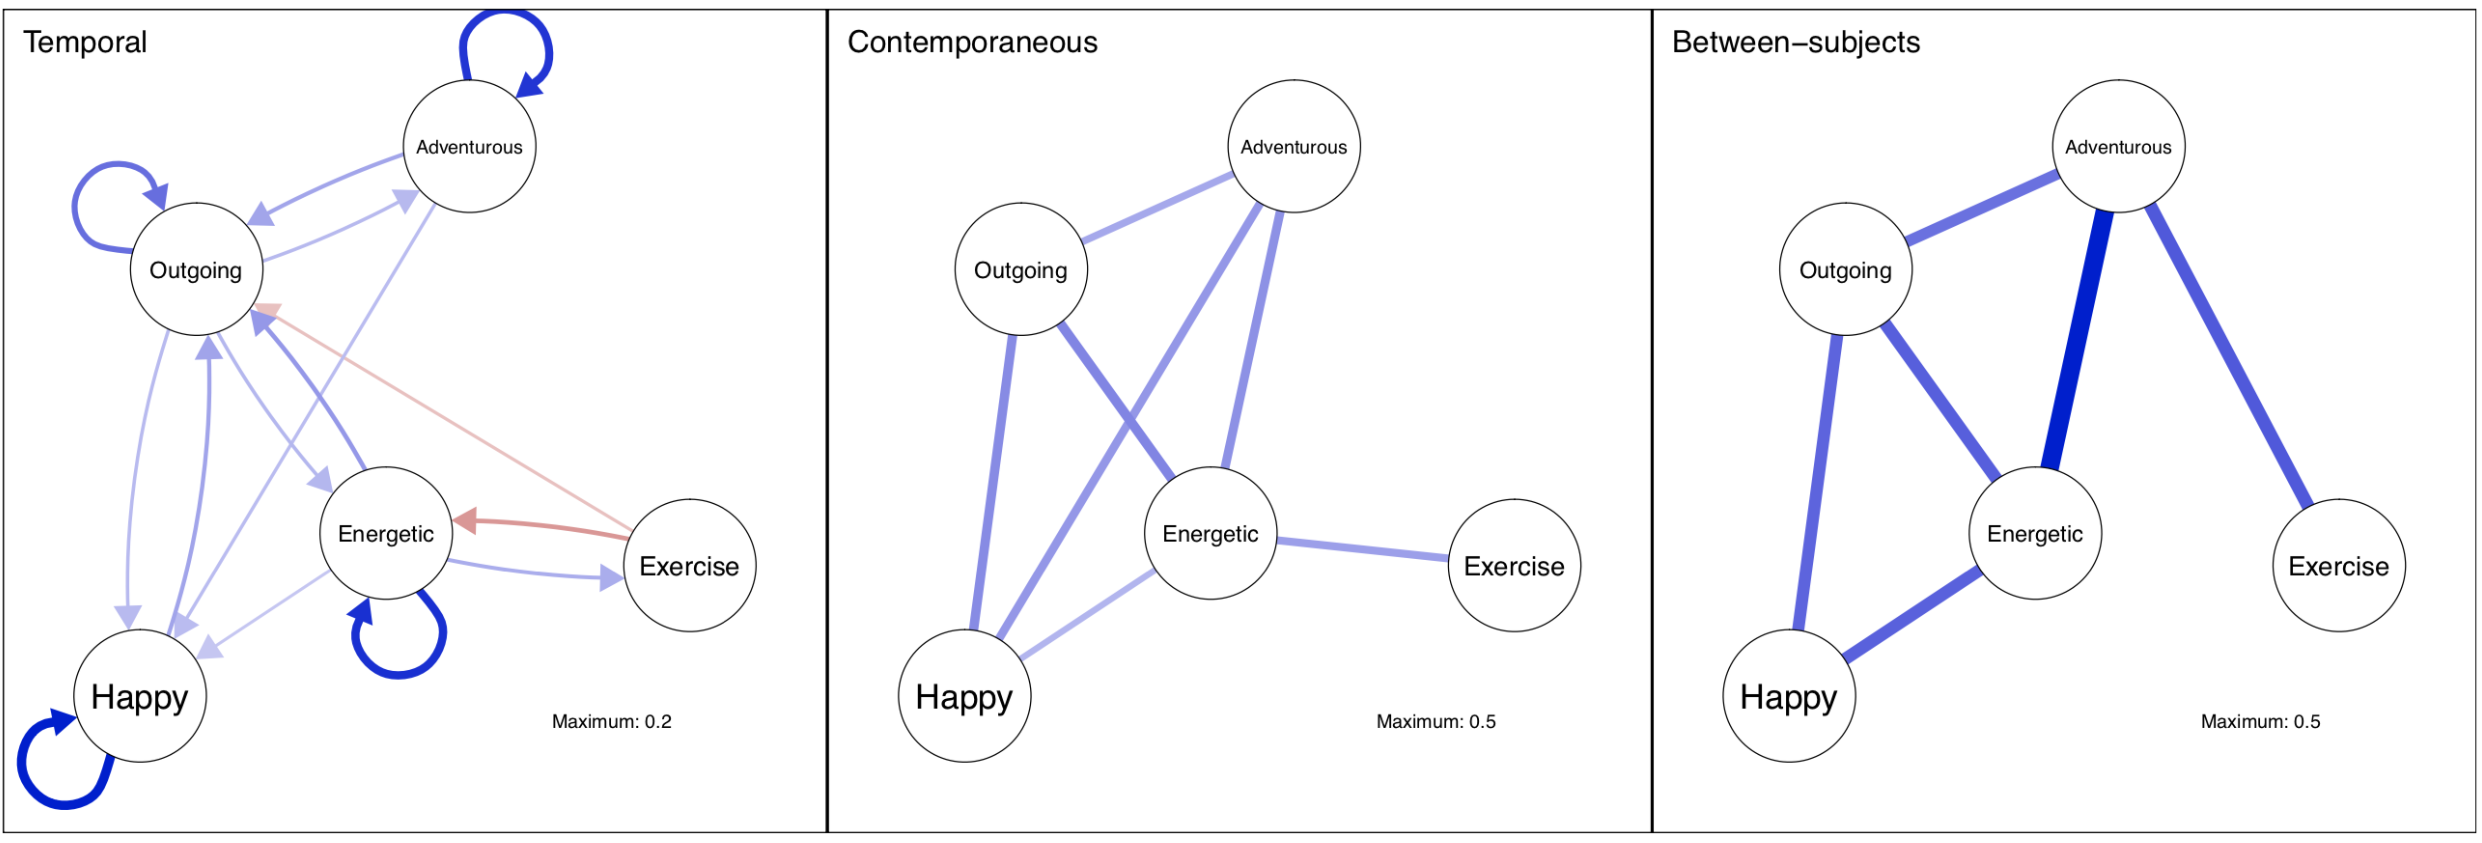 Temporal
Adventurous
Outgoing
Energetic
Exercise
Happy
Maximum: 0.2
Contemporaneous
Adventurous
Outgoing
Energetic
Exercise
Happy
Maximum: 0.5
Between−subjects
Adventurous
Outgoing
Energetic
Exercise
Happy
Maximum: 0.5